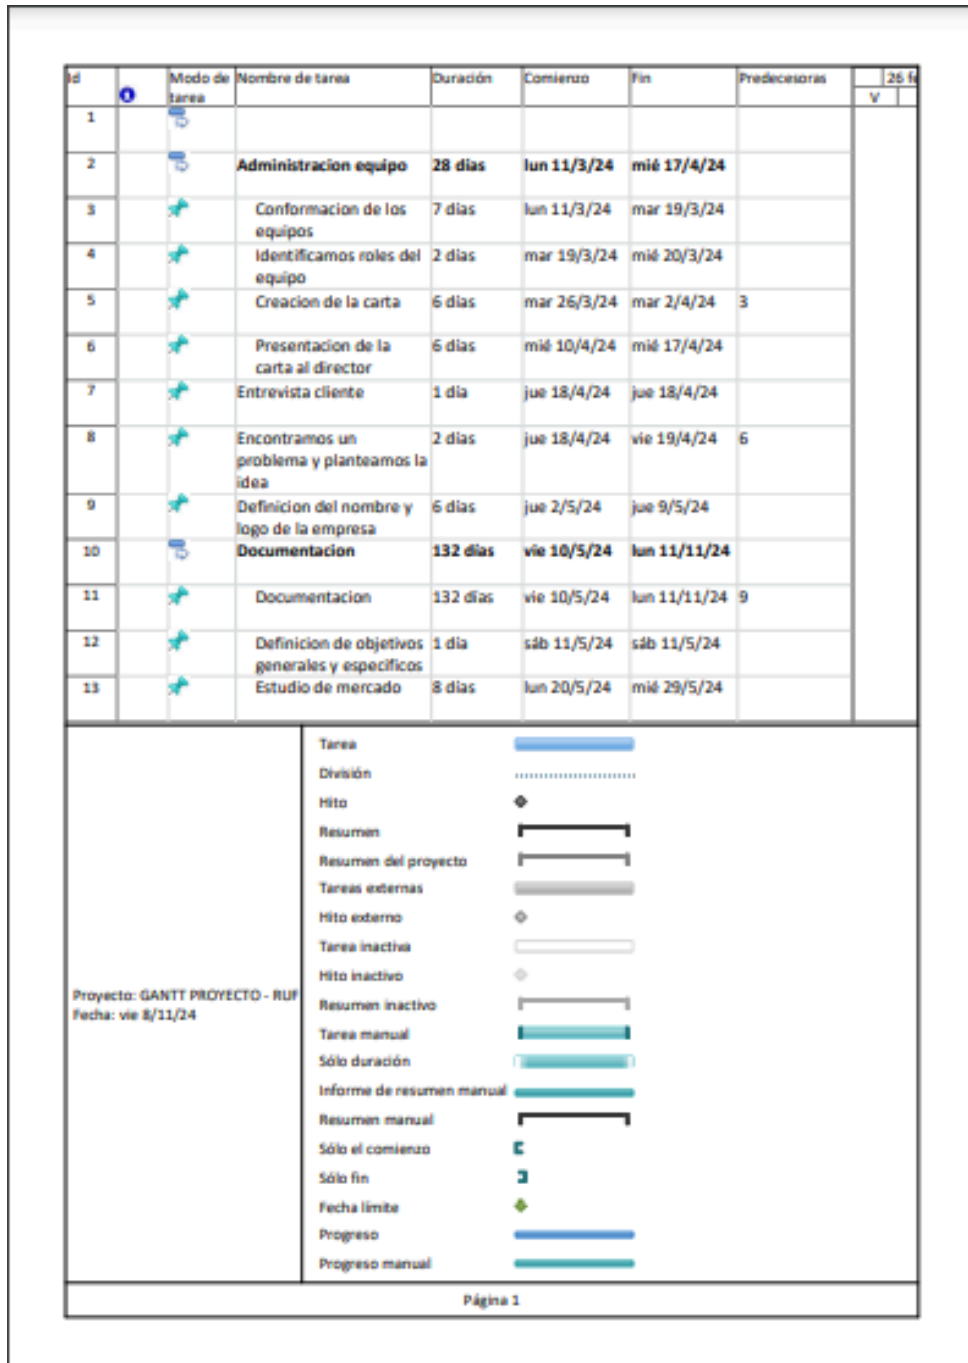 Id Modo de tarea Nombre de tarea Duración Comienzo Fin Predecesoras 26 fe
V
1
2 Administracion equipo 28 días lun 11/3/24 mié 17/4/24
3 Conformacion de los equipos 7 días lun 11/3/24 mar 19/3/24
4 Identificamos roles del equipo 2 días mar 19/3/24 mié 20/3/24
5 Creacion de la carta 6 días mar 26/3/24 mar 2/4/24 3
6 Presentacion de la carta al director 6 días mié 10/4/24 mié 17/4/24
7 Entrevista cliente 1 día jue 18/4/24 jue 18/4/24
8 Encontramos un problema y planteamos la idea 2 días jue 18/4/24 vie 19/4/24 6
9 Definicion del nombre y logo de la empresa 6 días jue 2/5/24 jue 9/5/24
10 Documentacion 132 días vie 10/5/24 lun 11/11/24
11 Documentacion 132 días vie 10/5/24 lun 11/11/24 9
12 Definicion de objetivos generales y especificos 1 día sáb 11/5/24 sáb 11/5/24
13 Estudio de mercado 8 días lun 20/5/24 mié 29/5/24
Proyecto: GANTT PROYECTO - RUF
Fecha: vie 8/11/24
Tarea
División
Hito
Resumen
Resumen del proyecto
Tareas externas
Hito externo
Tarea inactiva
Hito inactivo
Resumen inactivo
Tarea manual
Sólo duración
Informe de resumen manual
Resumen manual
Sólo el comienzo
Sólo fin
Fecha límite
Progreso
Progreso manual
Página 1